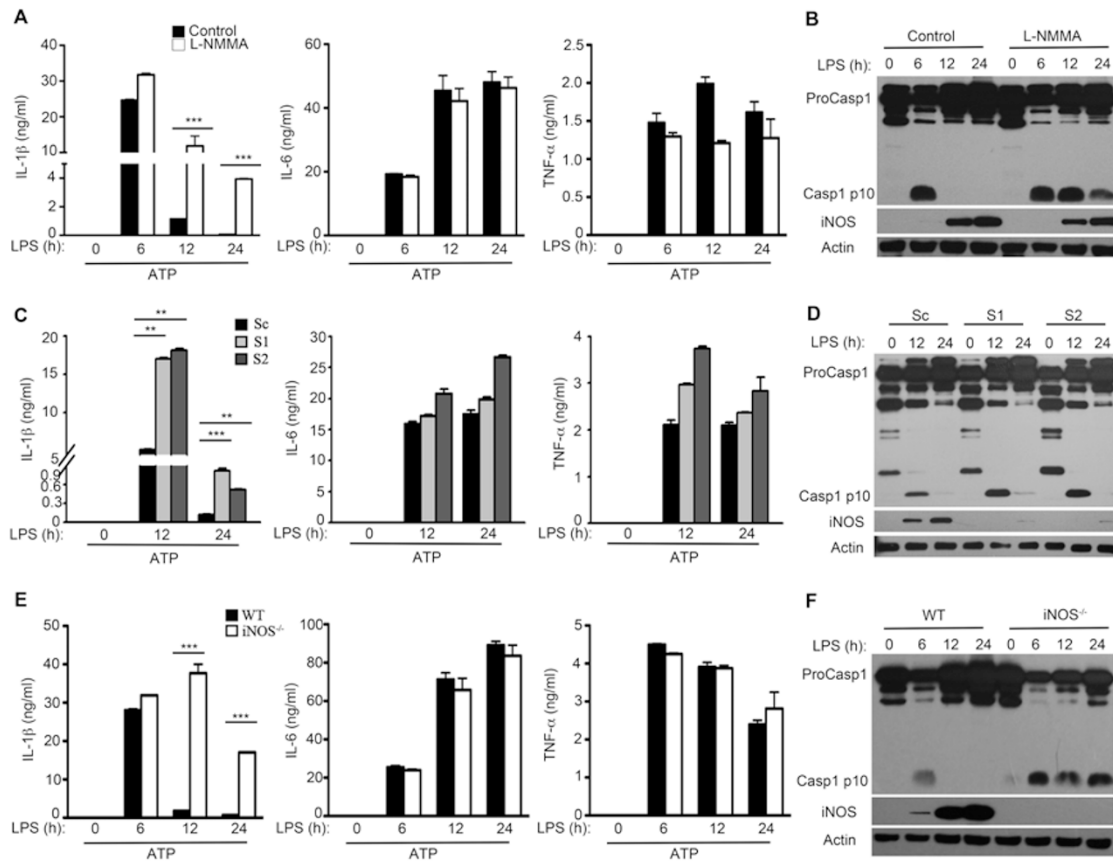 A
Control
L-NMMA
IL-1β (ng/ml)
40
30
20
10
4
2
0
***
***
LPS (h): 0 6 12 24
ATP
IL-6 (ng/ml)
60
40
20
0
LPS (h): 0 6 12 24
ATP
TNF-α (ng/ml)
2.5
2.0
1.5
1.0
0.5
0.0
LPS (h): 0 6 12 24
ATP
B
Control L-NMMA
LPS (h): 0 6 12 24 0 6 12 24
ProCasp1
Casp1 p10
iNOS
Actin
C
Sc
S1
S2
IL-1β (ng/ml)
20
15
10
5
0.9
0.6
0.3
0
**
**
**
***
LPS (h): 0 12 24
ATP
IL-6 (ng/ml)
30
25
20
15
10
5
0
LPS (h): 0 12 24
ATP
TNF-α (ng/ml)
4
3
2
1
0
LPS (h): 0 12 24
ATP
D
Sc S1 S2
LPS (h): 0 12 24 0 12 24 0 12 24
ProCasp1
Casp1 p10
iNOS
Actin
E
WT
iNOS-/-
IL-1β (ng/ml)
50
40
30
20
10
0
***
***
LPS (h): 0 6 12 24
ATP
IL-6 (ng/ml)
100
80
60
40
20
0
LPS (h): 0 6 12 24
ATP
TNF-α (ng/ml)
5
4
3
2
1
0
LPS (h): 0 6 12 24
ATP
F
WT iNOS-/-
LPS (h): 0 6 12 24 0 6 12 24
ProCasp1
Casp1 p10
iNOS
Actin